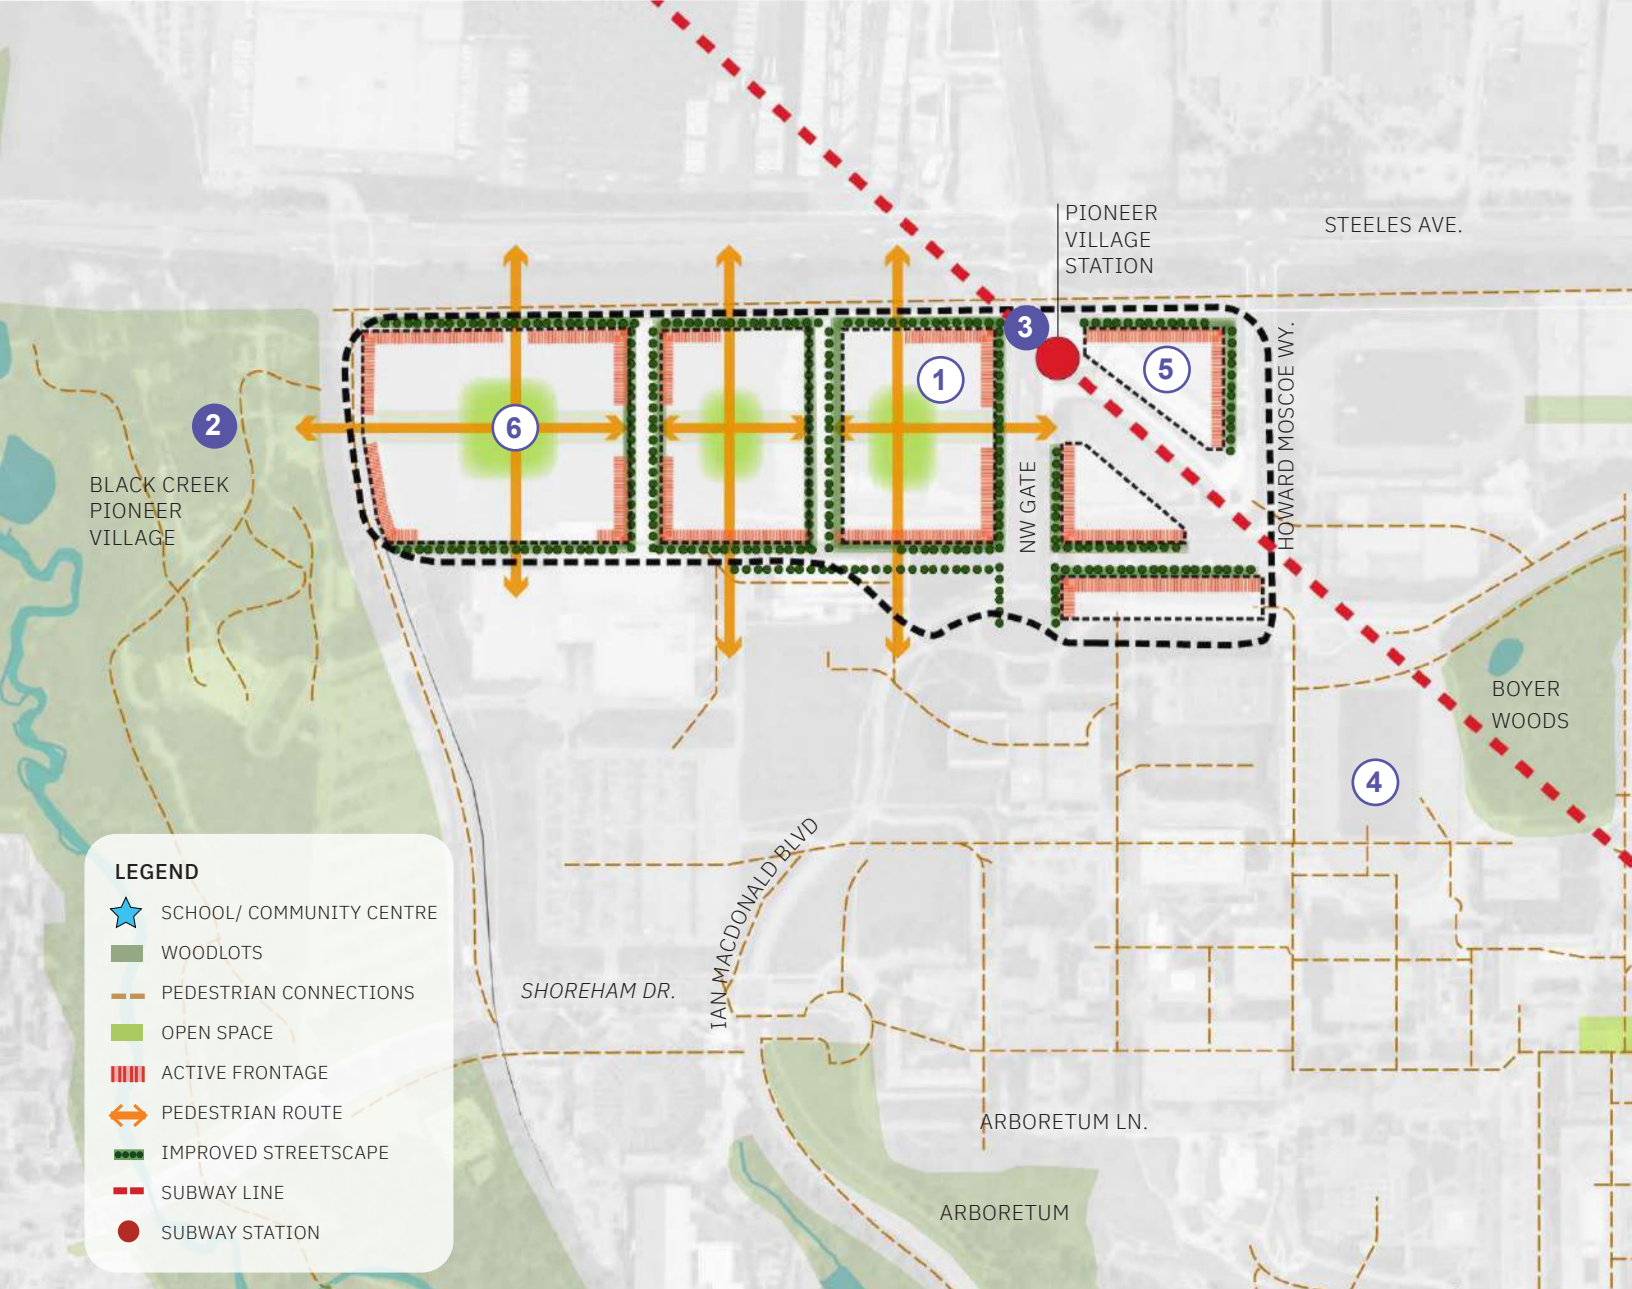 PIONEER
VILLAGE
STATION
STEELES AVE.
3
1
5
2
6
BLACK CREEK
PIONEER
VILLAGE
NW GATE
HOWARD MOSCOE WY.
BOYER
WOODS
4
IAN MACDONALD BLVD
SHOREHAM DR.
ARBORETUM LN.
ARBORETUM
LEGEND
SCHOOL/ COMMUNITY CENTRE
WOODLOTS
PEDESTRIAN CONNECTIONS
OPEN SPACE
ACTIVE FRONTAGE
PEDESTRIAN ROUTE
IMPROVED STREETSCAPE
SUBWAY LINE
SUBWAY STATION